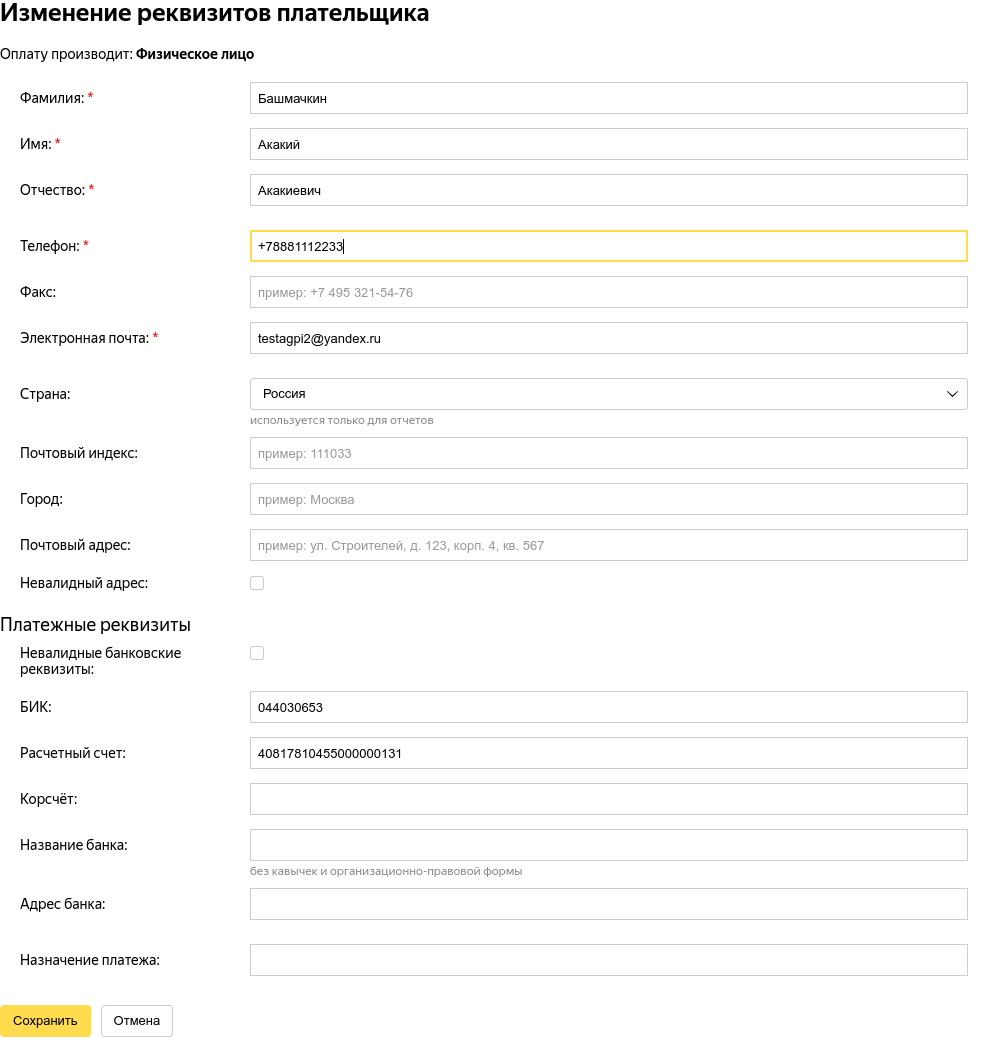 Изменение реквизитов плательщика
Оплату производит: Физическое лицо
Фамилия: * Башмачкин
Имя: * Акакий
Отчество: * Акакиевич
Телефон: * +78881112233
Факс: пример: +7 495 321-54-76
Электронная почта: * testagpi2@yandex.ru
Страна: Россия
используется только для отчетов
Почтовый индекс: пример: 111033
Город: пример: Москва
Почтовый адрес: пример: ул. Строителей, д. 123, корп. 4, кв. 567
Невалидный адрес:
Платежные реквизиты
Невалидные банковские
реквизиты:
БИК: 044030653
Расчетный счет: 40817810455000000131
Корсчёт:
Название банка:
без кавычек и организационно-правовой формы
Адрес банка:
Назначение платежа:
Сохранить Отмена